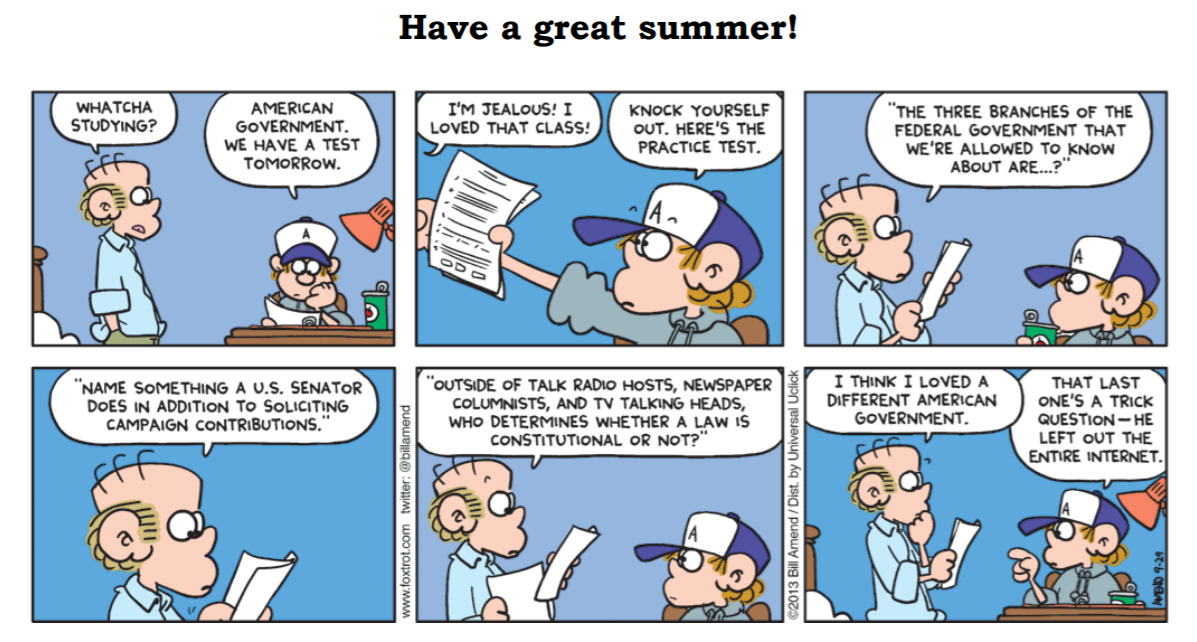 Have a great summer!
WHATCHA
STUDYING?
AMERICAN
GOVERNMENT.
WE HAVE A TEST
TOMORROW.
A
I'M JEALOUS! I
LOVED THAT CLASS!
KNOCK YOURSELF
OUT. HERE'S THE
PRACTICE TEST.
A
"THE THREE BRANCHES OF THE
FEDERAL GOVERNMENT THAT
WE'RE ALLOWED TO KNOW
ABOUT ARE...?"
A
"NAME SOMETHING A U.S. SENATOR
DOES IN ADDITION TO SOLICITING
CAMPAIGN CONTRIBUTIONS."
www.foxtrot.com twitter: @billamend
"OUTSIDE OF TALK RADIO HOSTS, NEWSPAPER
COLUMNISTS, AND TV TALKING HEADS,
WHO DETERMINES WHETHER A LAW IS
CONSTITUTIONAL OR NOT?"
A
©2013 Bill Amend / Dist. by Universal Uclick
I THINK I LOVED A
DIFFERENT AMERICAN
GOVERNMENT.
THAT LAST
ONE'S A TRICK
QUESTION—HE
LEFT OUT THE
ENTIRE INTERNET.
A
AMEND 9-29